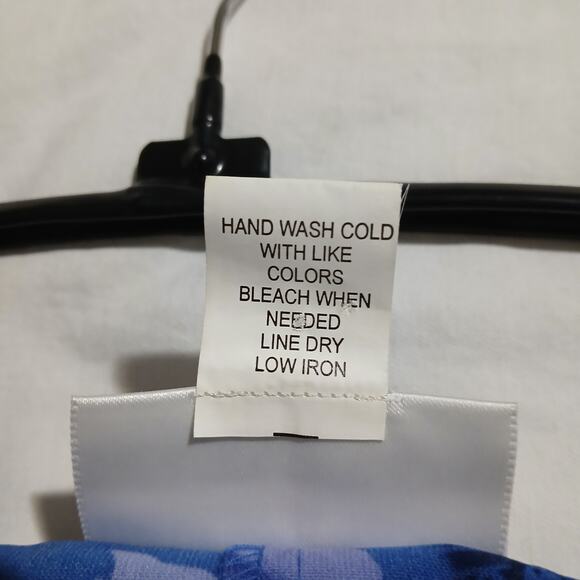 HAND WASH COLD
WITH LIKE
COLORS
BLEACH WHEN
NEEDED
LINE DRY
LOW IRON